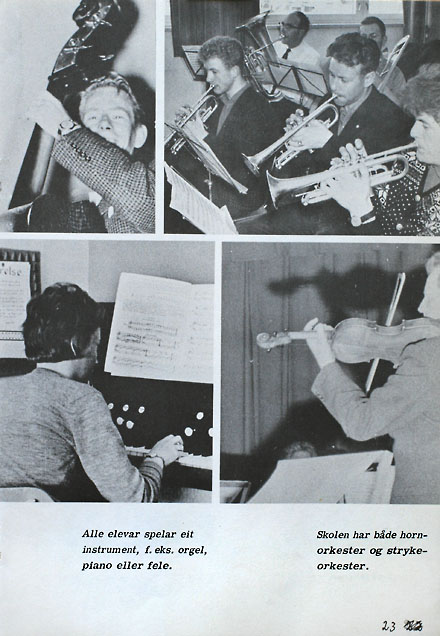 else
Alle elevar spelar eit
instrument, f. eks. orgel,
piano eller fele.
Skolen har både horn-
orkester og stryke-
orkester.
23